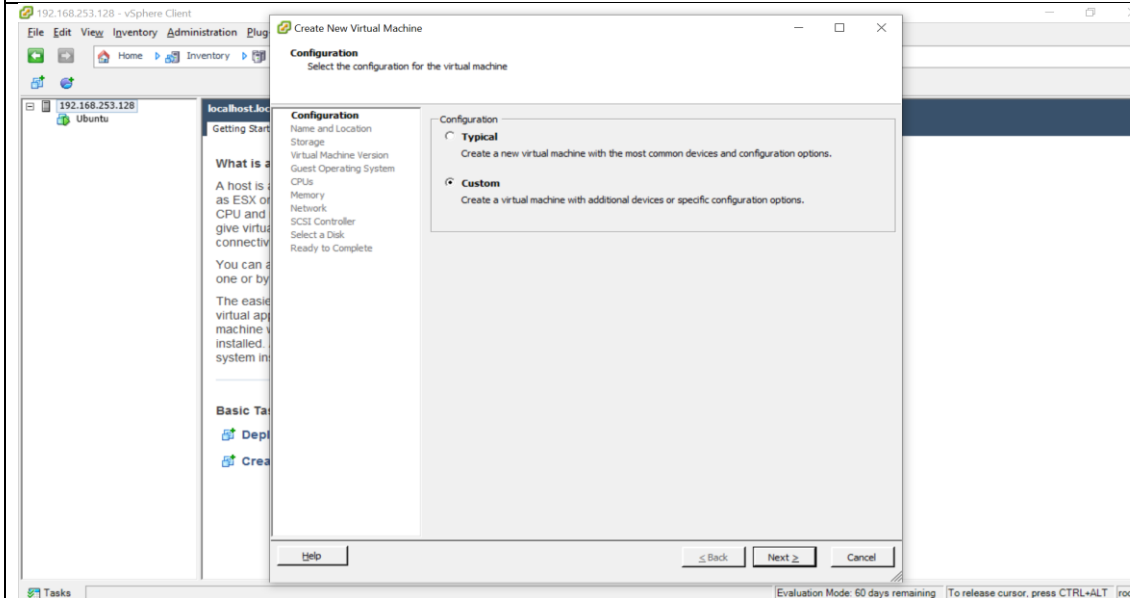 192.168.253.128 - vSphere Client
File Edit View Inventory Administration Plug
Home Inventory
192.168.253.128
Ubuntu
localhost.loc
Getting Start
What is a
A host is a
as ESX or
CPU and
give virtua
connectiv
You can a
one or by
The easie
virtual app
machine v
installed.
system in
Basic Tas
Depl
Crea
Create New Virtual Machine
Configuration
Select the configuration for the virtual machine
Configuration
Name and Location
Storage
Virtual Machine Version
Guest Operating System
CPUs
Memory
Network
SCSI Controller
Select a Disk
Ready to Complete
Configuration
Typical
Create a new virtual machine with the most common devices and configuration options.
Custom
Create a virtual machine with additional devices or specific configuration options.
Help
< Back
Next >
Cancel
Tasks
Evaluation Mode: 60 days remaining
To release cursor, press CTRL+ALT
roo